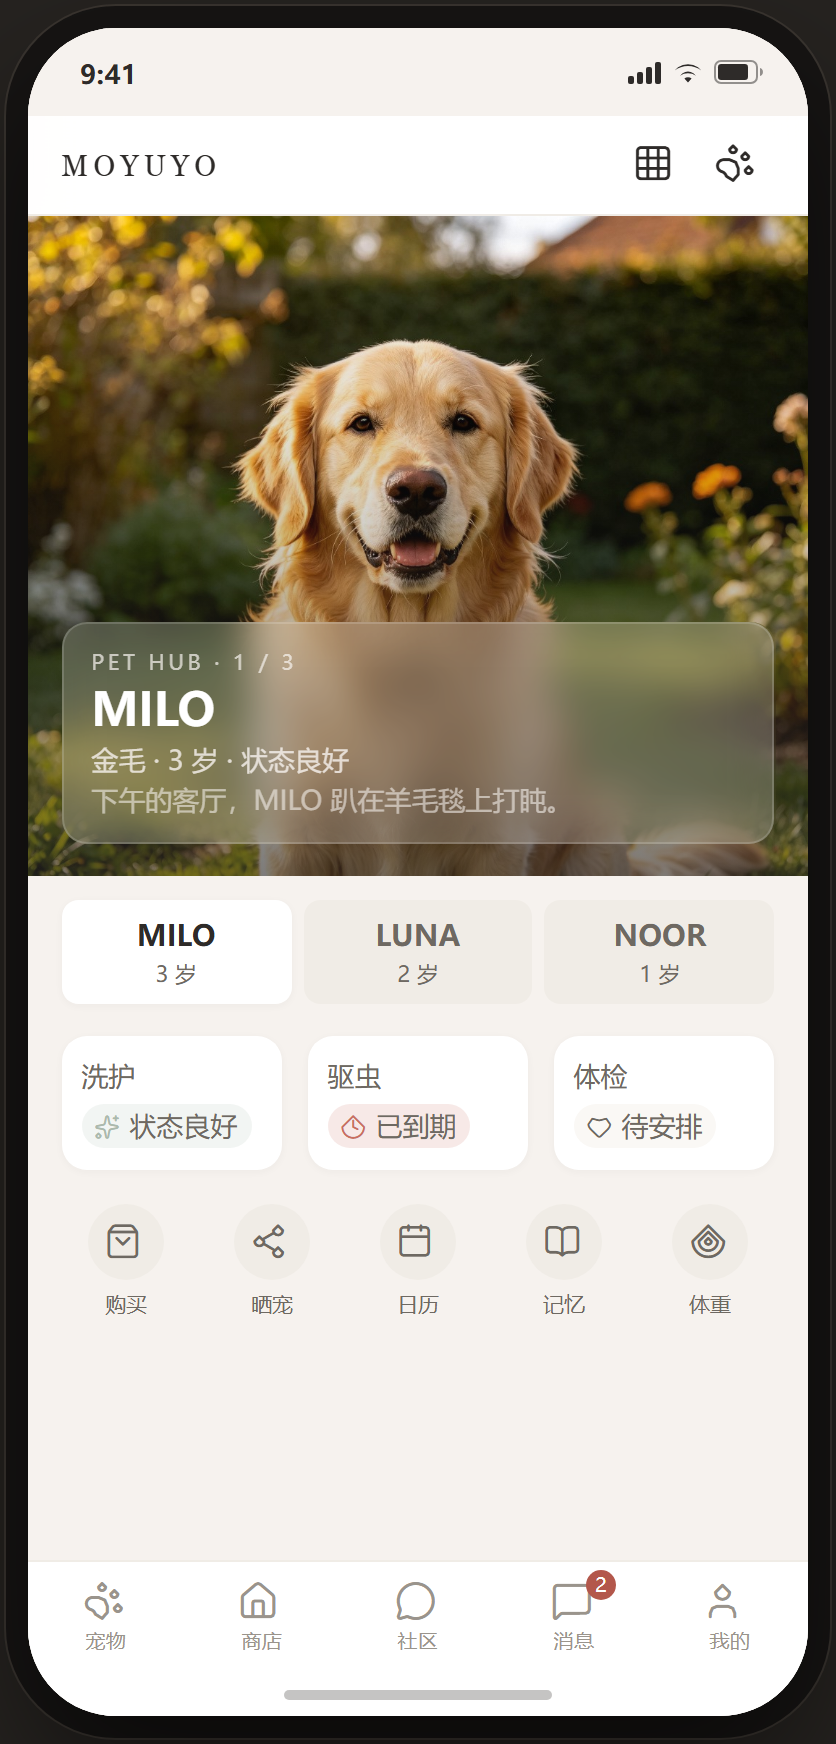 9:41
MOYUYO
PET HUB · 1 / 3
MILO
金毛 · 3 岁 · 状态良好
下午的客厅，MILO 趴在羊毛毯上打盹。
MILO
3 岁
LUNA
2 岁
NOOR
1 岁
洗护
状态良好
驱虫
已到期
体检
待安排
购买
晒宠
日历
记忆
体重
宠物
商店
社区
2
消息
我的